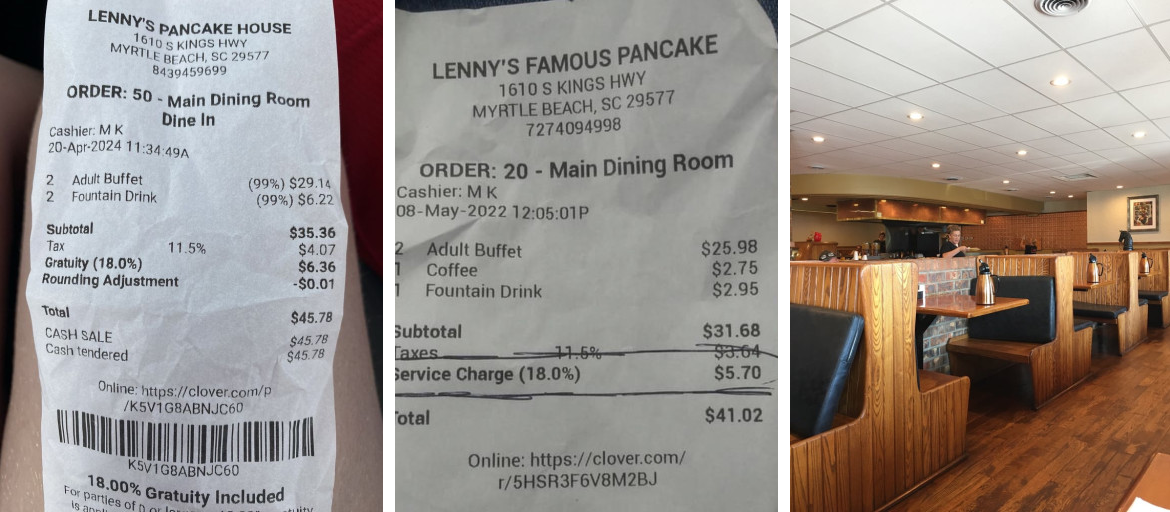 LENNY'S PANCAKE HOUSE
1610 S KINGS HWY
MYRTLE BEACH, SC 29577
8439459699
ORDER: 50 - Main Dining Room
Dine In
Cashier: M K
20-Apr-2024 11:34:49A
2 Adult Buffet (99%) $29.14
2 Fountain Drink (99%) $6.22
Subtotal $35.36
Tax 11.5% $4.07
Gratuity (18.0%) $6.36
Rounding Adjustment -$0.01
Total $45.78
CASH SALE $45.78
Cash tendered $45.78
Online: https://clover.com/p
/K5V1G8ABNJC60
K5V1G8ABNJC60
18.00% Gratuity Included
For parties of
LENNY'S FAMOUS PANCAKE
1610 S KINGS HWY
MYRTLE BEACH, SC 29577
7274094998
ORDER: 20 - Main Dining Room
Cashier: M K
08-May-2022 12:05:01P
2 Adult Buffet $25.98
1 Coffee $2.75
1 Fountain Drink $2.95
Subtotal $31.68
Taxes 11.5% $3.64
Service Charge (18.0%) $5.70
Total $41.02
Online: https://clover.com/
r/5HSR3F6V8M2BJ